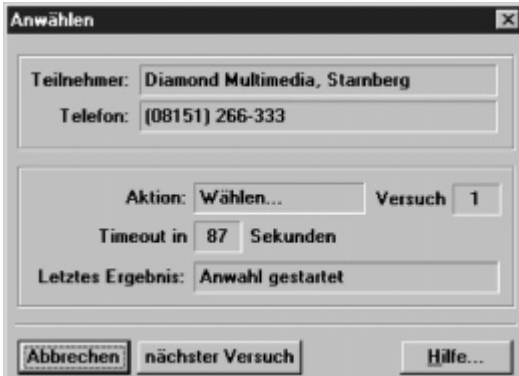 Anwählen
Teilnehmer: Diamond Multimedia, Starnberg
Telefon: (08151) 266-333
Aktion: Wählen... Versuch 1
Timeout in 87 Sekunden
Letztes Ergebnis: Anwahl gestartet
Abbrechen nächster Versuch Hilfe...